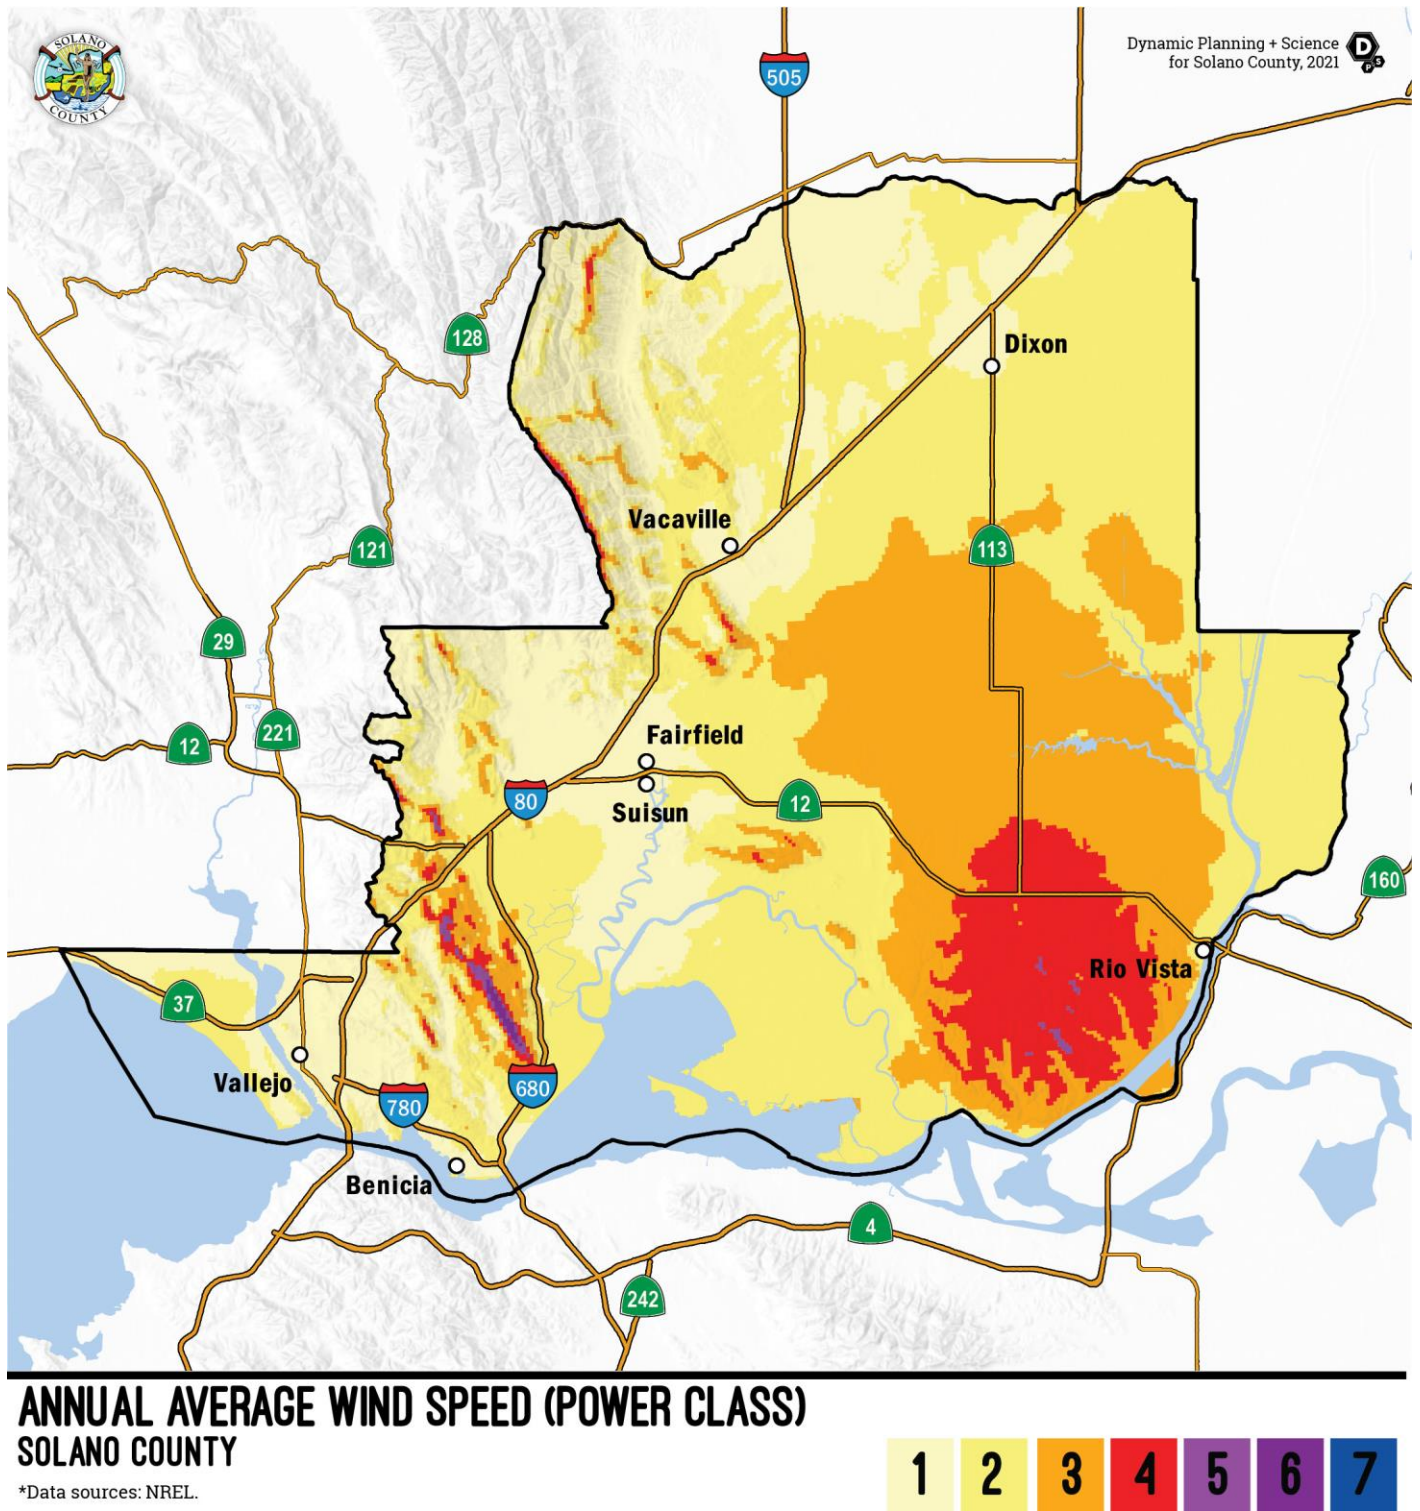 SOLANO
COUNTY
Dynamic Planning + Science
for Solano County, 2021
D
P S
505
128
Dixon
Vacaville
121
113
29
12
221
Fairfield
80
Suisun
12
160
Rio Vista
37
Vallejo
780
680
Benicia
4
242
ANNUAL AVERAGE WIND SPEED (POWER CLASS)
SOLANO COUNTY
*Data sources: NREL.
1 2 3 4 5 6 7